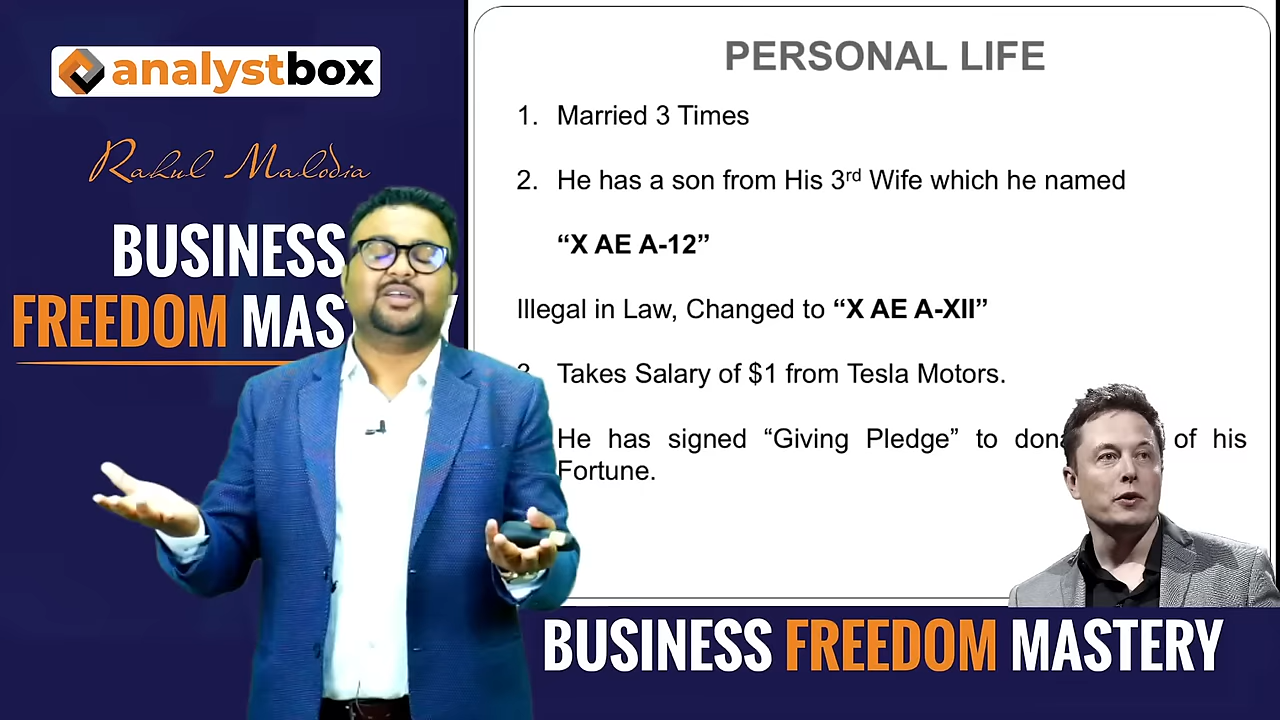 analystbox
Rahul Malodia
BUSINESS
FREEDOM MAS
PERSONAL LIFE
1. Married 3 Times
2. He has a son from His 3rd Wife which he named
“X AE A-12”
Illegal in Law, Changed to “X AE A-XII”
Takes Salary of $1 from Tesla Motors.
He has signed “Giving Pledge” to of his
Fortune.
BUSINESS FREEDOM MASTERY